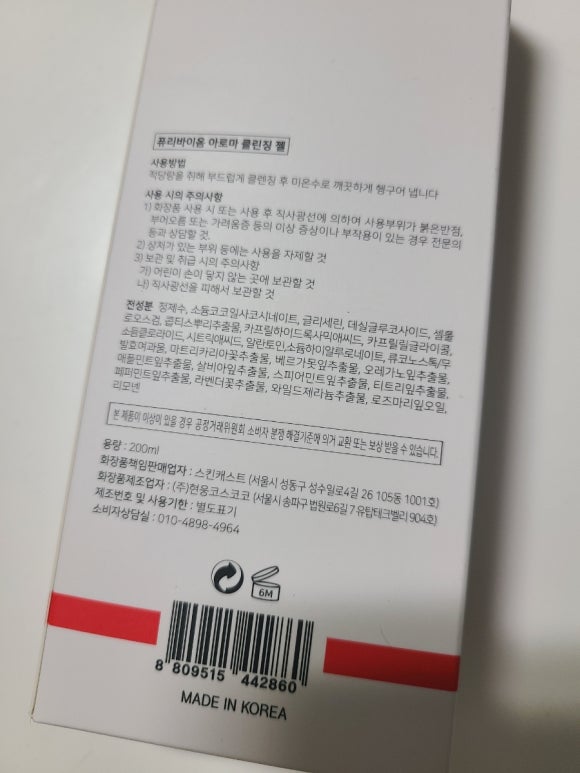 퓨리바이옴 아로마 클린징 젤
사용방법
적당량을 취해 부드럽게 클렌징 후 미온수로 깨끗하게 헹구어 냅니다
사용 시의 주의사항
1) 화장품 사용 시 또는 사용 후 직사광선에 의하여 사용부위가 붉은반점,
부어오름 또는 가려움증 등의 이상 증상이나 부작용이 있는 경우 전문의
등과 상담할 것.
2) 상처가 있는 부위 등에는 사용을 자제할 것
3) 보관 및 취급 시의 주의사항
가) 어린이 손이 닿지 않는 곳에 보관할 것
나) 직사광선을 피해서 보관할 것
전성분 정제수, 소듐코코일사코시네이트, 글리세린, 데실글루코사이드, 셀룰
로오스검, 콥티스뿌리추출물, 카프릴하이드록사믹애씨드, 카프릴릴글라이콜,
소듐클로라이드, 시트릭애씨드, 알란토인,소듐하이알루로네이트, 류코노스톡/무
발효여과물, 마트리카리아꽃추출물, 베르가못잎추출물, 오레가노잎추출물,
애플민트잎추출물, 살비아잎추출물, 스피어민트잎추출물, 티트리잎추출물,
페퍼민트잎추출물, 라벤더꽃추출물, 와일드제라늄추출물, 로즈마리잎오일,
리모넨
본 제품이 이상이 있을 경우 공정거래위원회 소비자 분쟁 해결기준에 의거 교환 또는 보상 받을 수 있습니다.
용량 : 200ml
화장품책임판매업자 : 스킨캐스트 (서울시 성동구 성수일로4길 26 105동 1001호)
화장품제조업자 : (주)현웅코스코코 (서울시 송파구 법원로6길 7 유탑테크밸리 904호)
제조번호 및 사용기한 : 별도표기
소비자상담실 : 010-4898-4964
6M
8 809515 442860
MADE IN KOREA